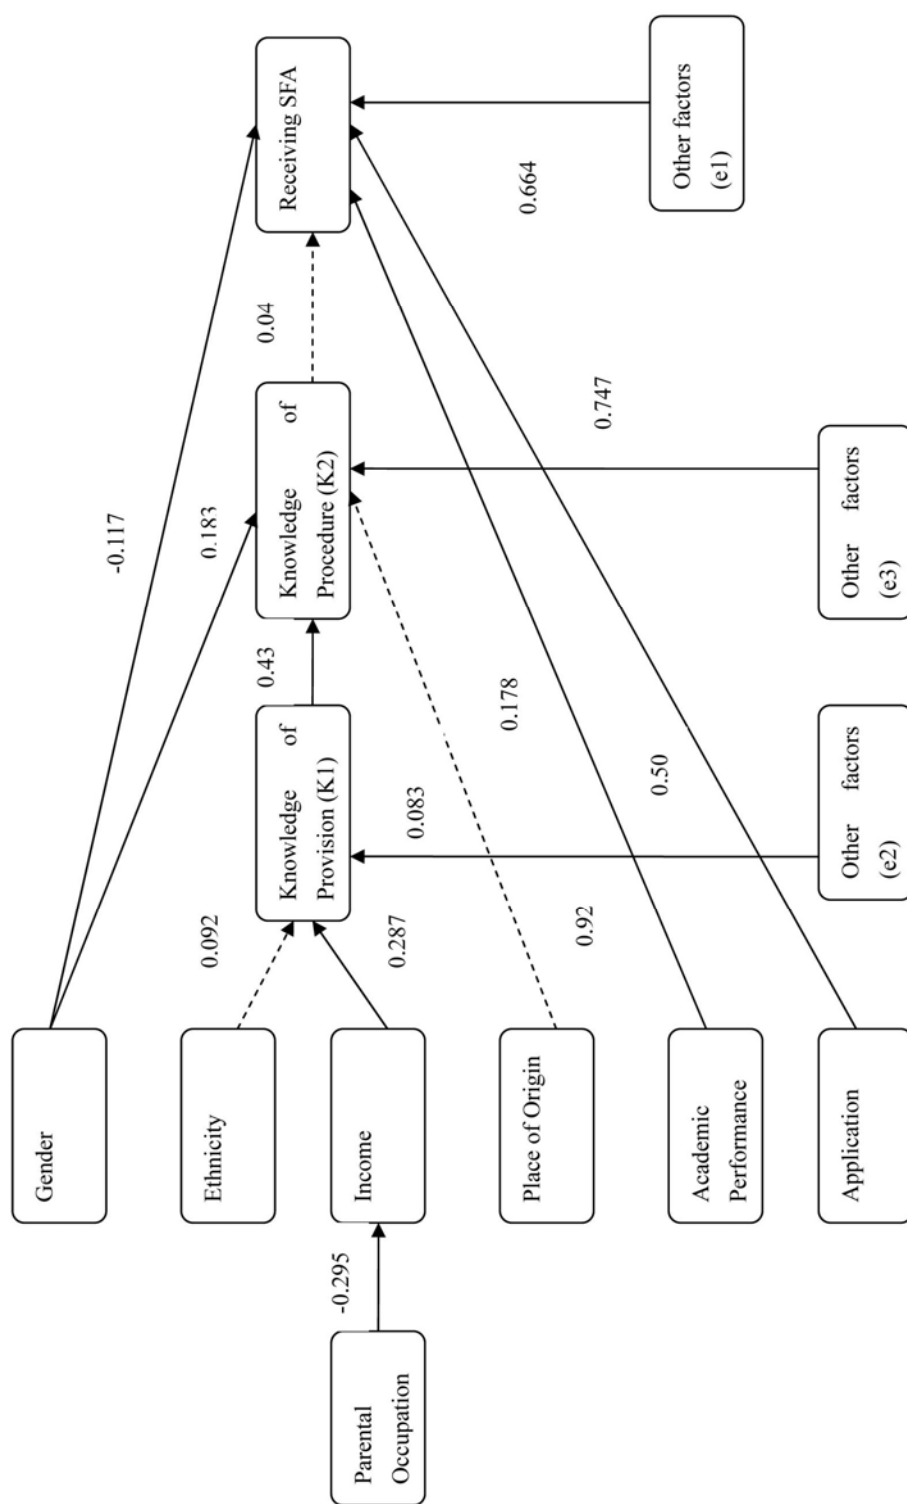 Gender
Ethnicity
Income
Place of Origin
Academic
Performance
Application
Parental
Occupation
-0.295
0.092
0.287
Knowledge of
Provision (K1)
0.083
0.92
Other factors
(e2)
0.43
Knowledge of
Procedure (K2)
0.183
-0.117
0.178
0.50
0.747
Other factors
(e3)
0.04
Receiving SFA
0.664
Other factors
(e1)